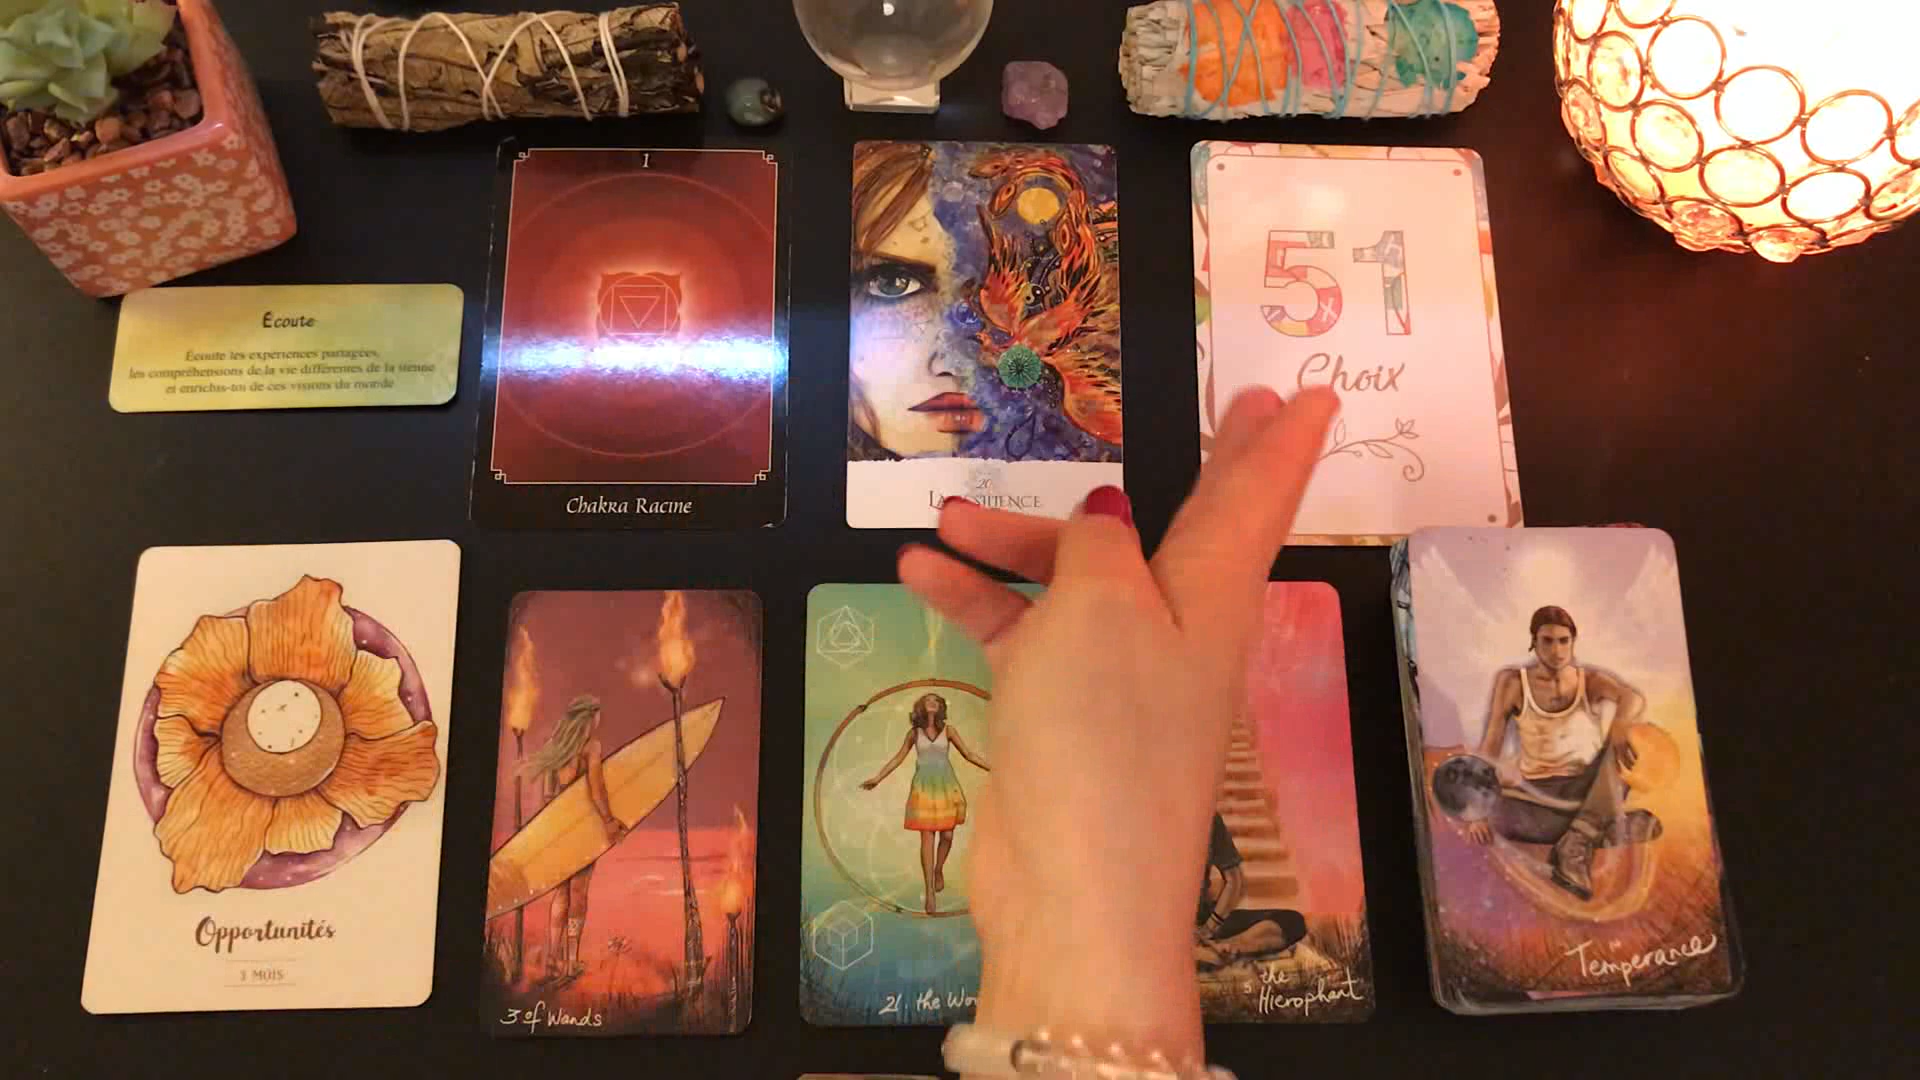 Écoute
Écoute les expériences partagées,
les compréhensions de la vie différentes de la tienne
et enrichis-toi de ces visions du monde
1
Chakra Racine
20
51
Choix
Opportunités
3 MOIS
3 of Wands
21 the
5 the
Hierophant
Temperance